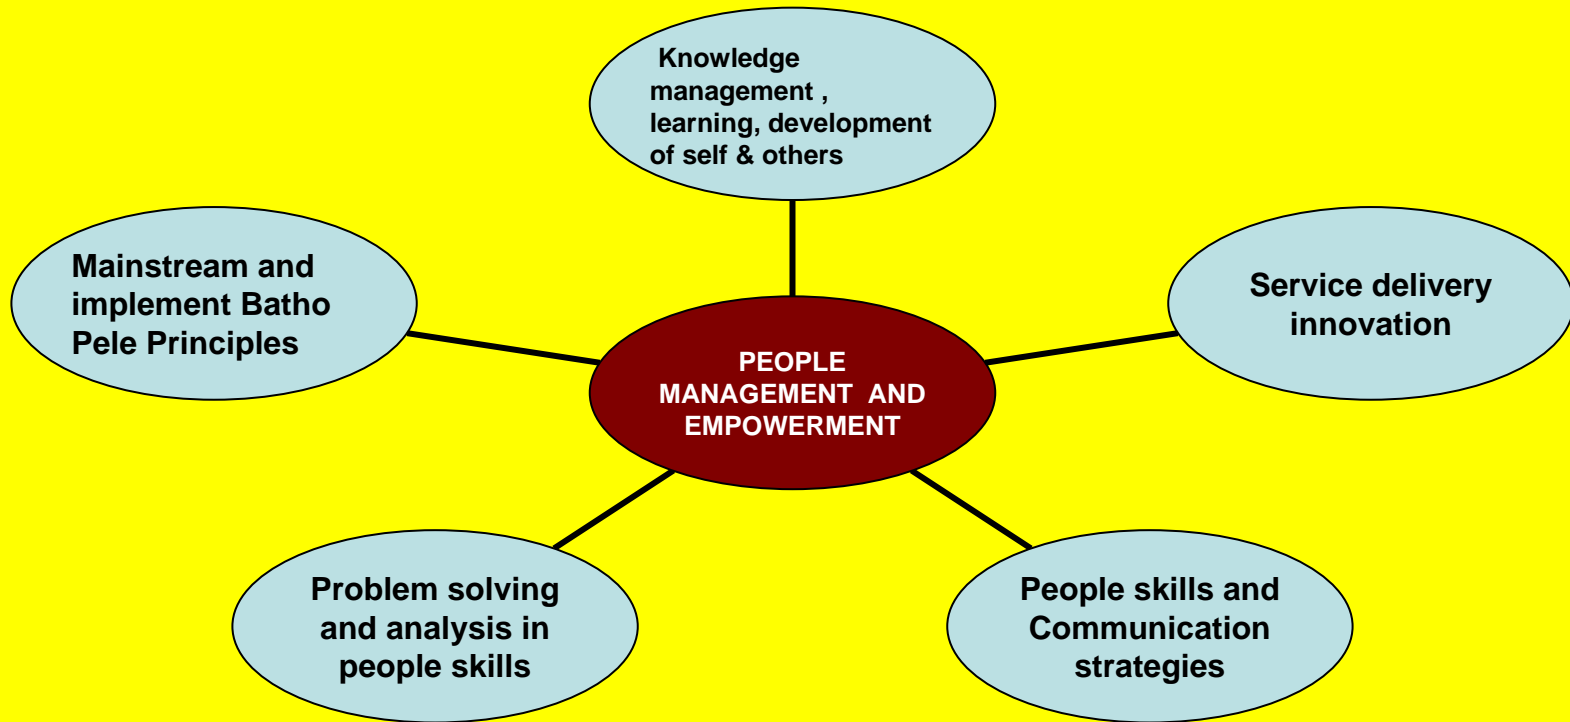 Knowledge
management ,
learning, development
of self & others
Mainstream and
implement Batho
Pele Principles
Service delivery
innovation
PEOPLE
MANAGEMENT AND
EMPOWERMENT
Problem solving
and analysis in
people skills
People skills and
Communication
strategies